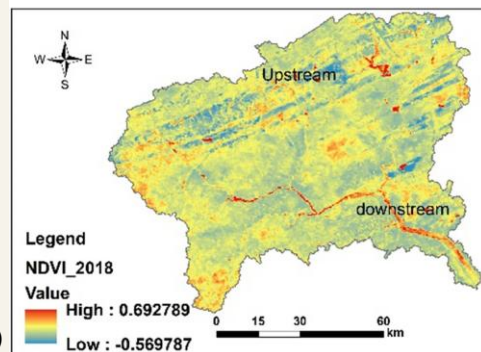 N
W E
S
Upstream
downstream
Legend
NDVI_2018
Value
High : 0.692789
Low : -0.569787
0 15 30 60
km
)